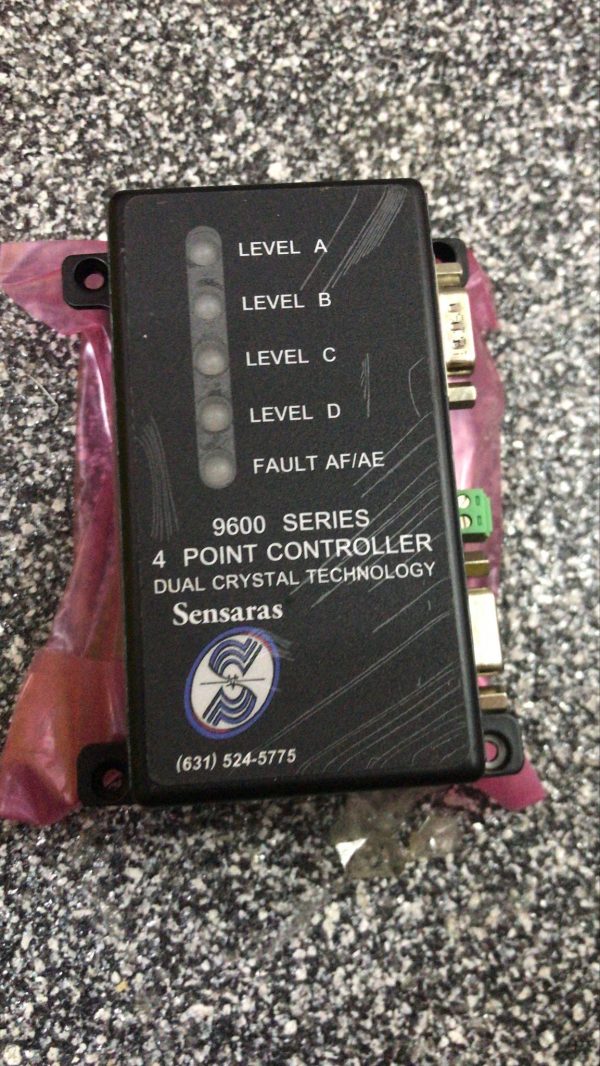 LEVEL A
LEVEL B
LEVEL C
LEVEL D
FAULT AF/AE
9600 SERIES
4 POINT CONTROLLER
DUAL CRYSTAL TECHNOLOGY
Sensaras
(631) 524-5775